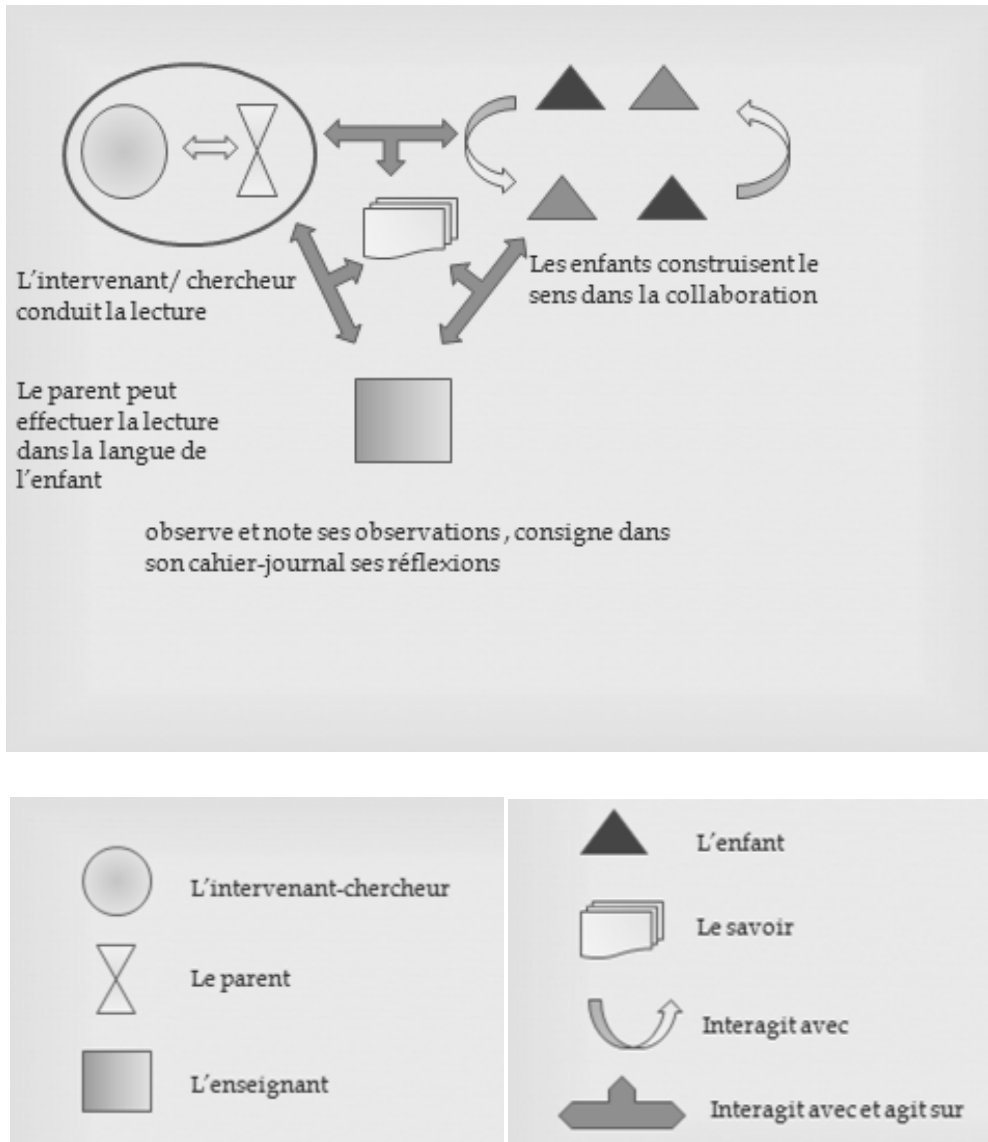 L'intervenant/ chercheur
conduit la lecture
Les enfants construisent le
sens dans la collaboration
Le parent peut
effectuer la lecture
dans la langue de
l'enfant
observe et note ses observations , consigne dans
son cahier-journal ses réflexions
L'intervenant-chercheur
Le parent
L'enseignant
L'enfant
Le savoir
Interagit avec
Interagit avec et agit sur